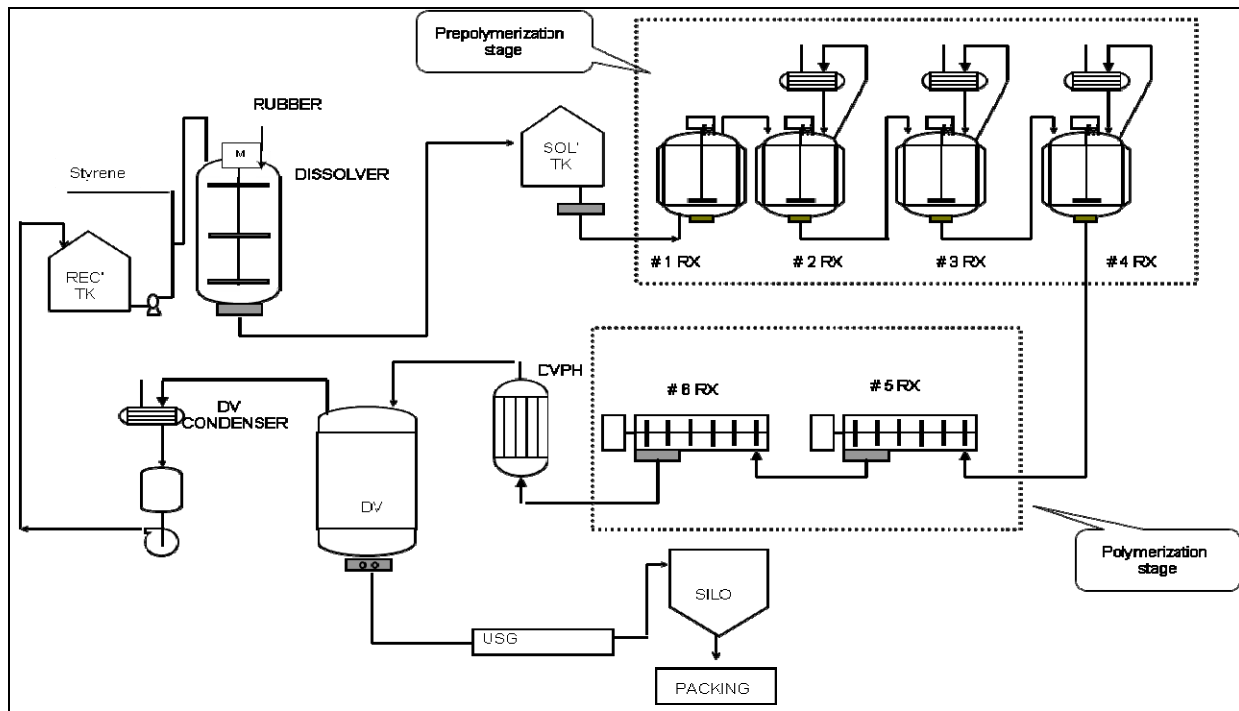 Prepolymerization
stage
RUBBER
M
Styrene
DISSOLVER
REC'
TK
SOL'
TK
# 1 RX
# 2 RX
# 3 RX
# 4 RX
DV
CONDENSER
DVPH
# 6 RX
# 5 RX
DV
Polymerization
stage
USG
SILO
PACKING